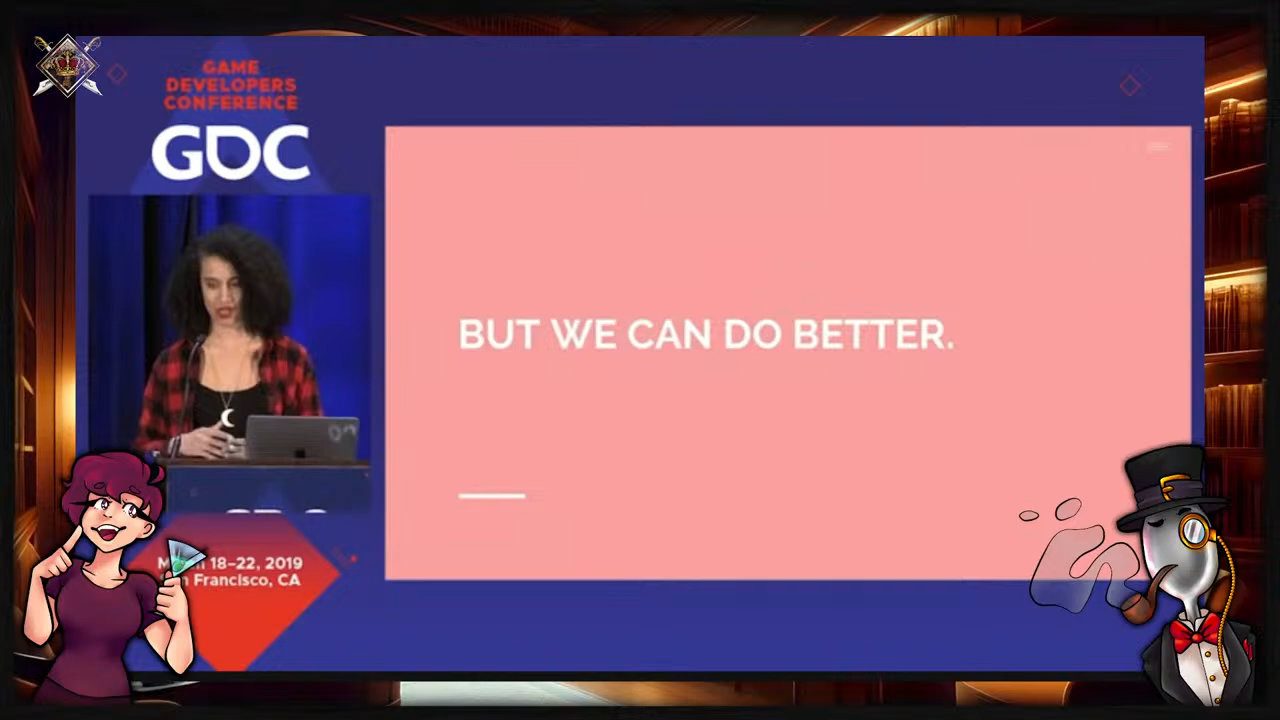 GAME
DEVELOPERS
CONFERENCE
GDC
BUT WE CAN DO BETTER.
18–22, 2019
Francisco, CA